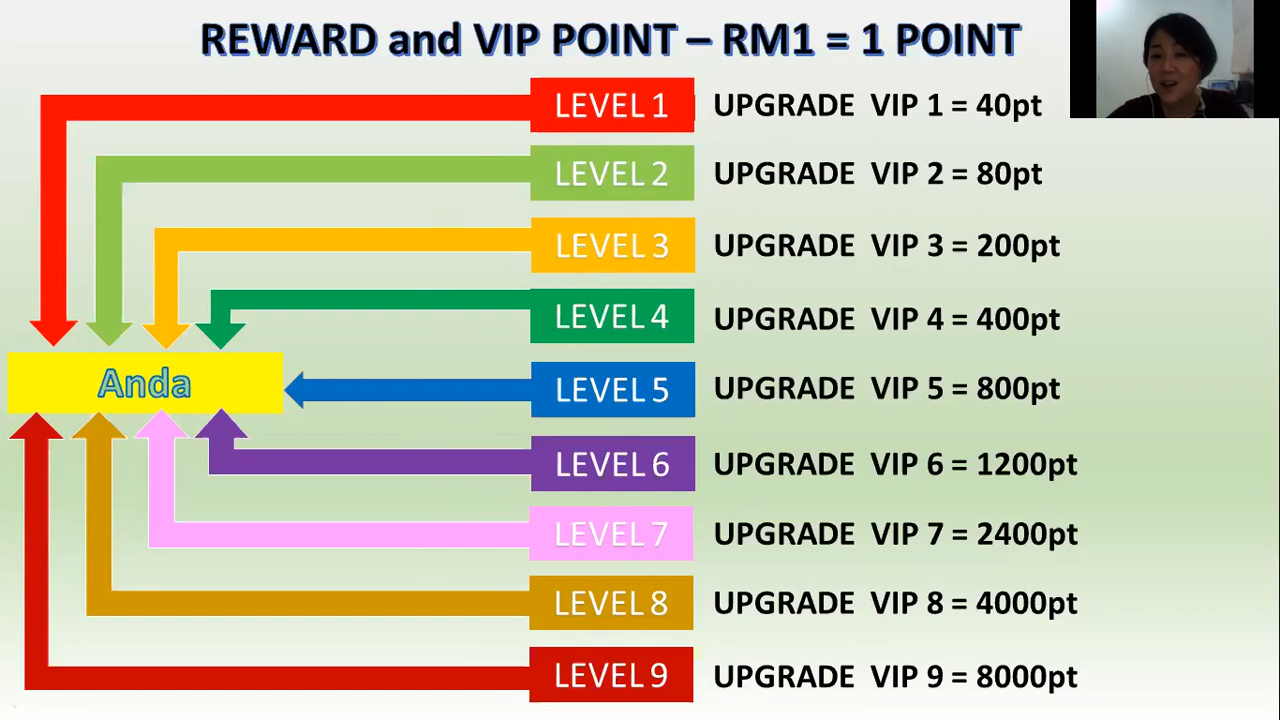 REWARD and VIP POINT – RM1 = 1 POINT
LEVEL 1 UPGRADE VIP 1 = 40pt
LEVEL 2 UPGRADE VIP 2 = 80pt
LEVEL 3 UPGRADE VIP 3 = 200pt
LEVEL 4 UPGRADE VIP 4 = 400pt
Anda
LEVEL 5 UPGRADE VIP 5 = 800pt
LEVEL 6 UPGRADE VIP 6 = 1200pt
LEVEL 7 UPGRADE VIP 7 = 2400pt
LEVEL 8 UPGRADE VIP 8 = 4000pt
LEVEL 9 UPGRADE VIP 9 = 8000pt